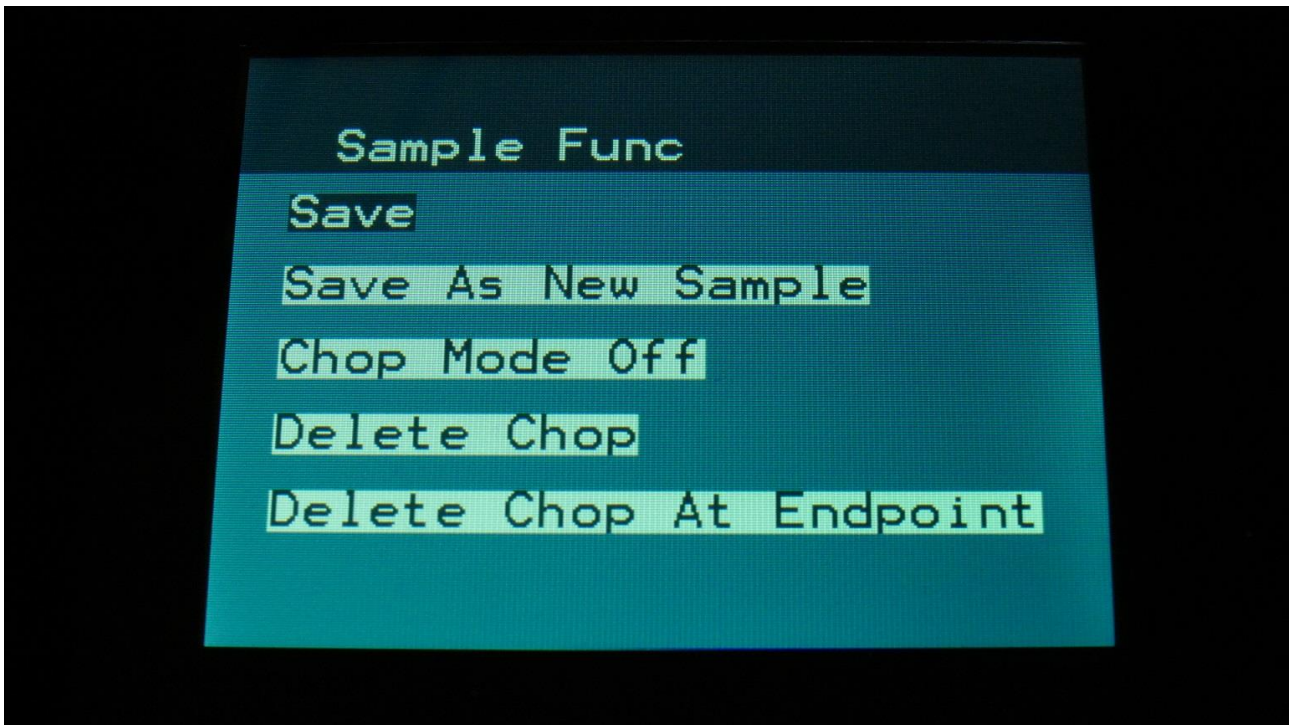 Sample Func
Save
Save As New Sample
Chop Mode Off
Delete Chop
Delete Chop At Endpoint